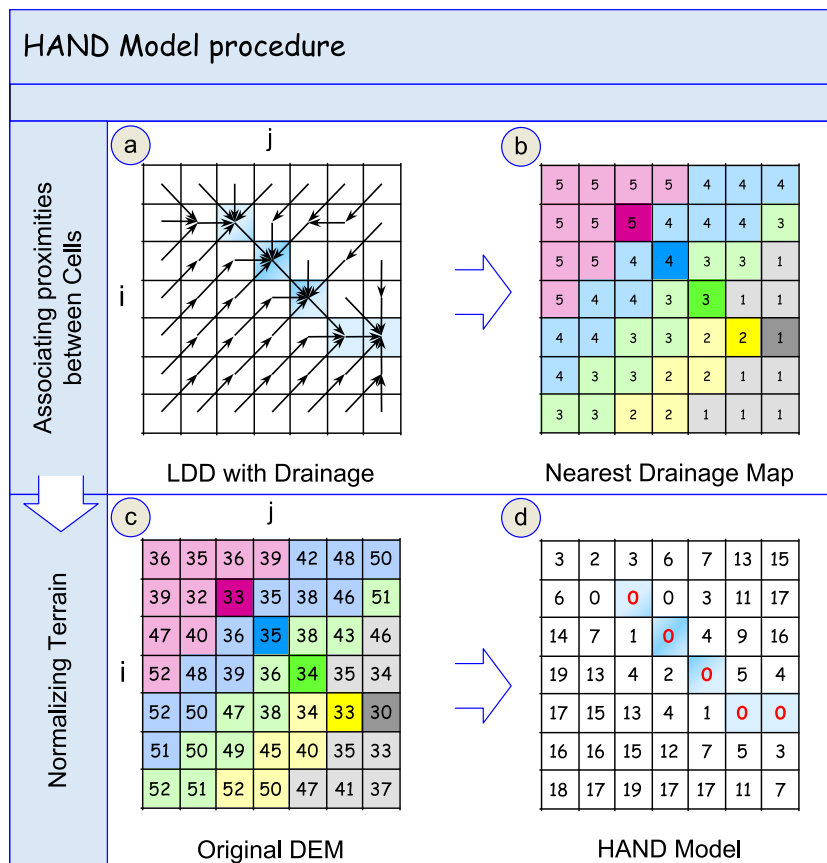 HAND Model procedure
Associating proximities
between Cells
a
j
i
LDD with Drainage
b
5 5 5 5 4 4 4
5 5 5 4 4 4 3
5 5 4 4 3 3 1
5 4 4 3 3 1 1
4 4 3 3 2 2 1
4 3 3 2 2 1 1
3 3 2 2 1 1 1
Nearest Drainage Map
Normalizing Terrain
c
j
i
36 35 36 39 42 48 50
39 32 33 35 38 46 51
47 40 36 35 38 43 46
52 48 39 36 34 35 34
52 50 47 38 34 33 30
51 50 49 45 40 35 33
52 51 52 50 47 41 37
Original DEM
d
3 2 3 6 7 13 15
6 0 0 0 3 11 17
14 7 1 0 4 9 16
19 13 4 2 0 5 4
17 15 13 4 1 0 0
16 16 15 12 7 5 3
18 17 19 17 17 11 7
HAND Model